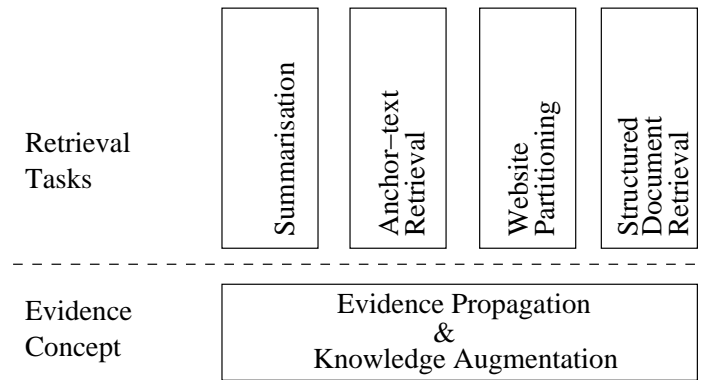 Retrieval
Tasks
Summarisation
Anchor–text
Retrieval
Website
Partitioning
Structured
Document
Retrieval
Evidence
Concept
Evidence Propagation
&
Knowledge Augmentation